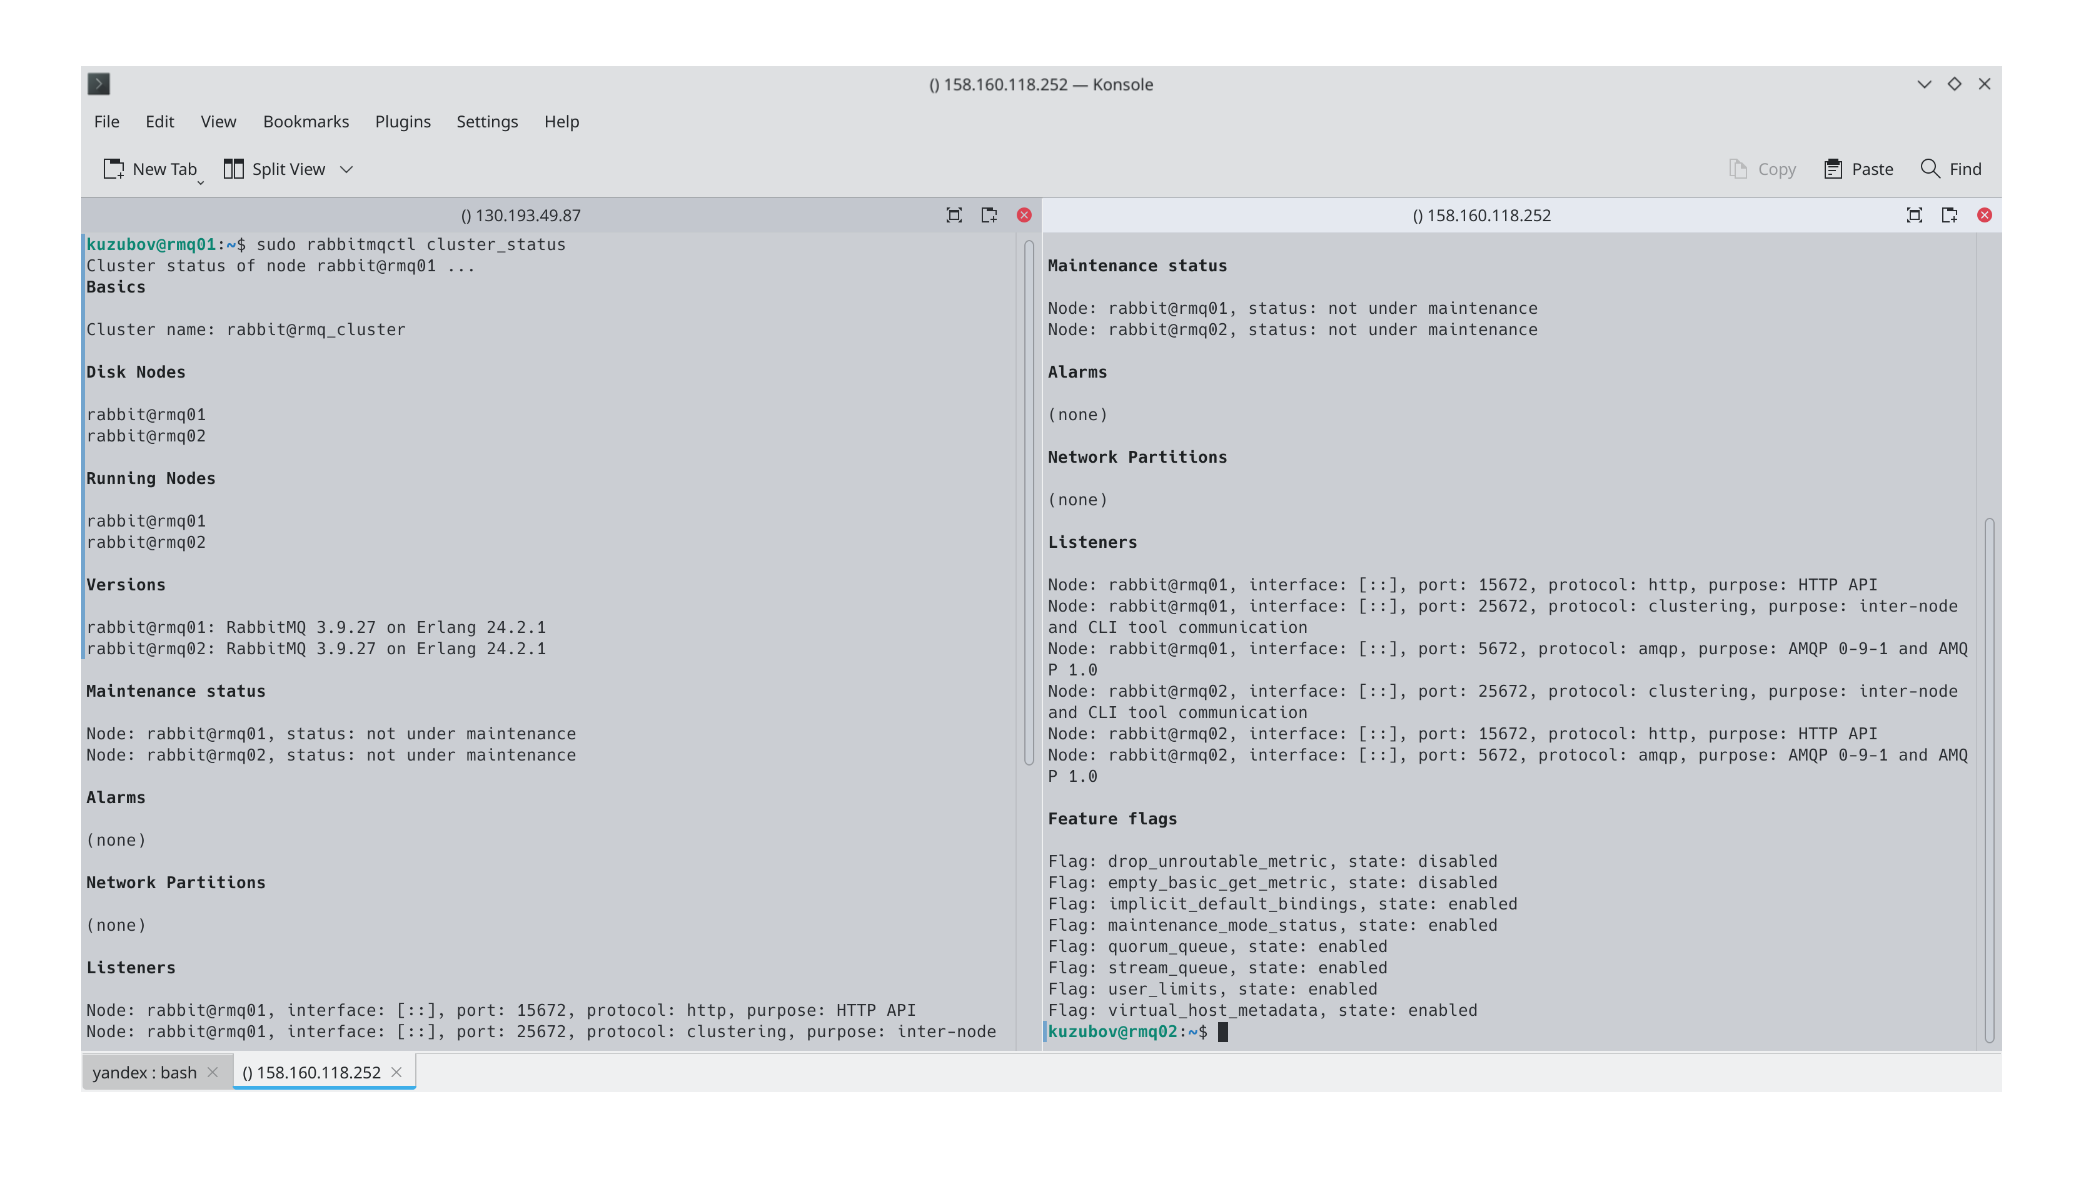 () 158.160.118.252 — Konsole
File Edit View Bookmarks Plugins Settings Help
New Tab Split View Copy Paste Find
() 130.193.49.87
kuzubov@rmq01:~$ sudo rabbitmqctl cluster_status
Cluster status of node rabbit@rmq01 ...
Basics
Cluster name: rabbit@rmq_cluster
Disk Nodes
rabbit@rmq01
rabbit@rmq02
Running Nodes
rabbit@rmq01
rabbit@rmq02
Versions
rabbit@rmq01: RabbitMQ 3.9.27 on Erlang 24.2.1
rabbit@rmq02: RabbitMQ 3.9.27 on Erlang 24.2.1
Maintenance status
Node: rabbit@rmq01, status: not under maintenance
Node: rabbit@rmq02, status: not under maintenance
Alarms
(none)
Network Partitions
(none)
Listeners
Node: rabbit@rmq01, interface: [::], port: 15672, protocol: http, purpose: HTTP API
Node: rabbit@rmq01, interface: [::], port: 25672, protocol: clustering, purpose: inter-node
() 158.160.118.252
Maintenance status
Node: rabbit@rmq01, status: not under maintenance
Node: rabbit@rmq02, status: not under maintenance
Alarms
(none)
Network Partitions
(none)
Listeners
Node: rabbit@rmq01, interface: [::], port: 15672, protocol: http, purpose: HTTP API
Node: rabbit@rmq01, interface: [::], port: 25672, protocol: clustering, purpose: inter-node
and CLI tool communication
Node: rabbit@rmq01, interface: [::], port: 5672, protocol: amqp, purpose: AMQP 0-9-1 and AMQ
P 1.0
Node: rabbit@rmq02, interface: [::], port: 25672, protocol: clustering, purpose: inter-node
and CLI tool communication
Node: rabbit@rmq02, interface: [::], port: 15672, protocol: http, purpose: HTTP API
Node: rabbit@rmq02, interface: [::], port: 5672, protocol: amqp, purpose: AMQP 0-9-1 and AMQ
P 1.0
Feature flags
Flag: drop_unroutable_metric, state: disabled
Flag: empty_basic_get_metric, state: disabled
Flag: implicit_default_bindings, state: enabled
Flag: maintenance_mode_status, state: enabled
Flag: quorum_queue, state: enabled
Flag: stream_queue, state: enabled
Flag: user_limits, state: enabled
Flag: virtual_host_metadata, state: enabled
kuzubov@rmq02:~$
yandex : bash () 158.160.118.252